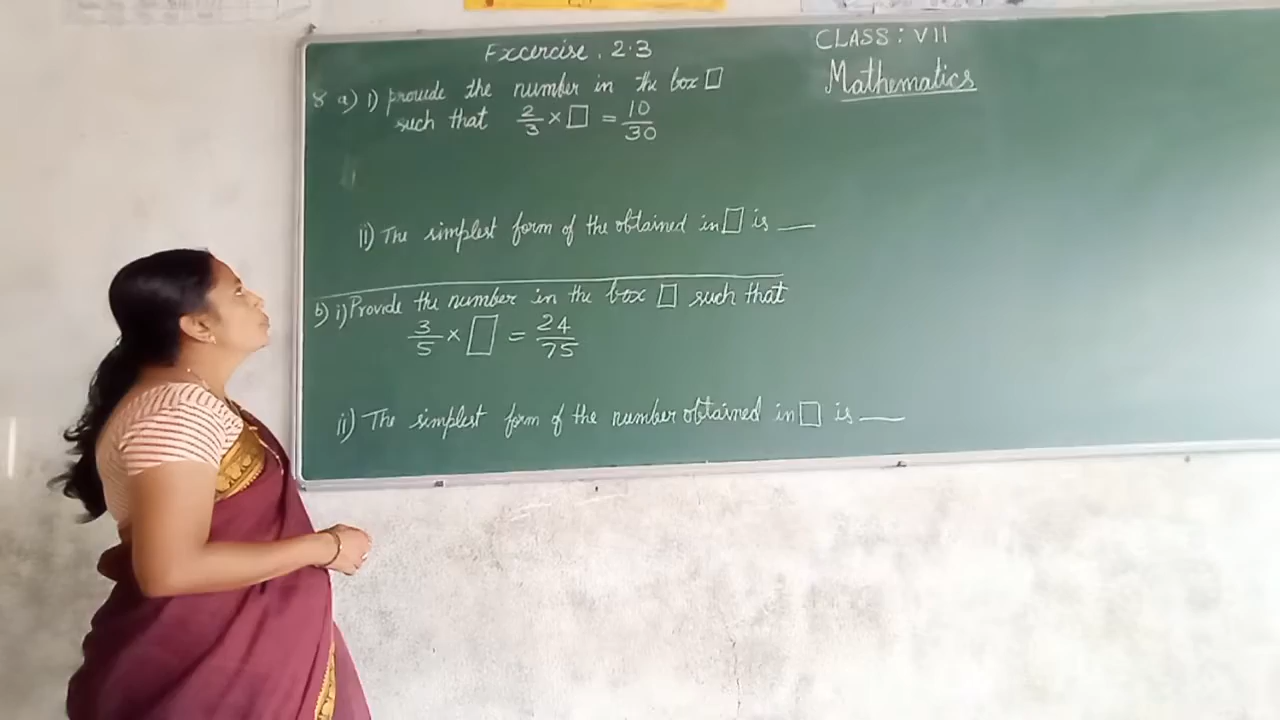 Excercise . 2.3
CLASS : VII
Mathematics
8 a) i) provide the number in the box □
such that 2/3 × □ = 10/30
ii) The simplest form of the obtained in □ is __
b) i) Provide the number in the box □ such that
3/5 × □ = 24/75
ii) The simplest form of the number obtained in □ is __